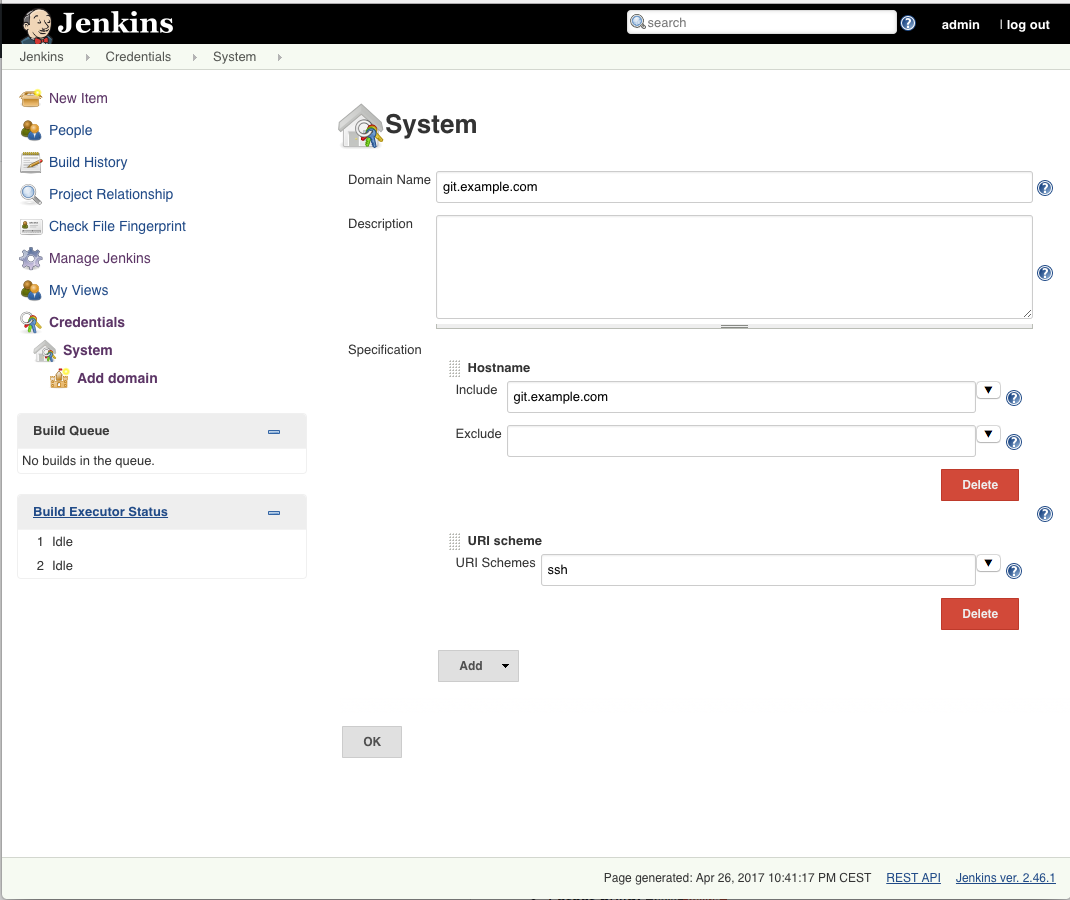 Jenkins
search
admin
| log out
Jenkins
Credentials
System
New Item
People
Build History
Project Relationship
Check File Fingerprint
Manage Jenkins
My Views
Credentials
System
Add domain
Build Queue
No builds in the queue.
Build Executor Status
1 Idle
2 Idle
System
Domain Name
git.example.com
Description
Specification
Hostname
Include
git.example.com
Exclude
Delete
URI scheme
URI Schemes
ssh
Delete
Add
OK
Page generated: Apr 26, 2017 10:41:17 PM CEST
REST API
Jenkins ver. 2.46.1